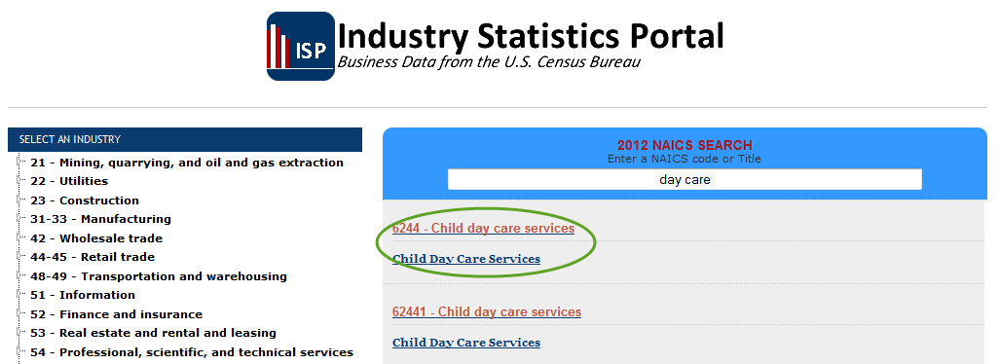 ISP
Industry Statistics Portal
Business Data from the U.S. Census Bureau
SELECT AN INDUSTRY
21 - Mining, quarrying, and oil and gas extraction
22 - Utilities
23 - Construction
31-33 - Manufacturing
42 - Wholesale trade
44-45 - Retail trade
48-49 - Transportation and warehousing
51 - Information
52 - Finance and insurance
53 - Real estate and rental and leasing
54 - Professional, scientific, and technical services
2012 NAICS SEARCH
Enter a NAICS code or Title
day care
6244 - Child day care services
Child Day Care Services
62441 - Child day care services
Child Day Care Services